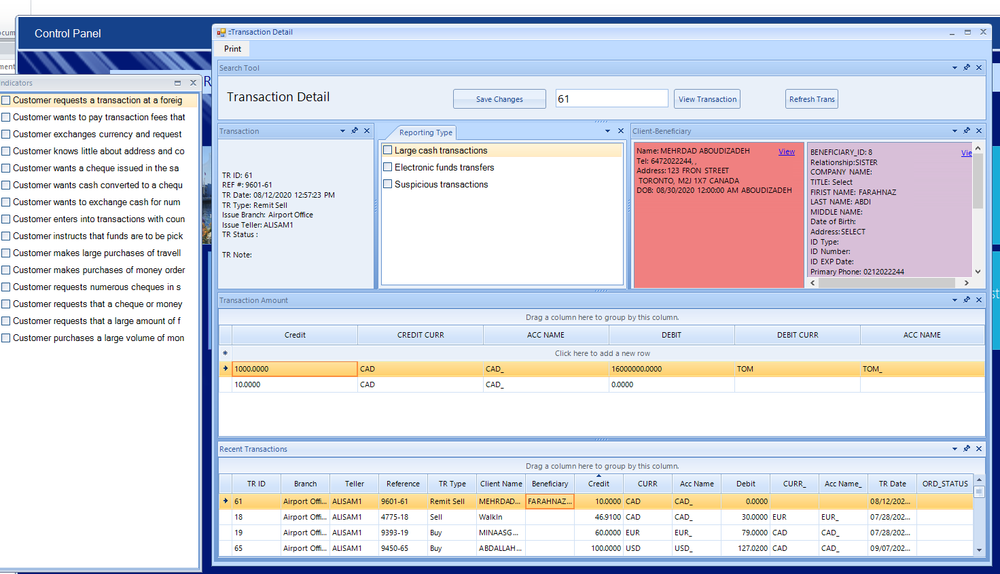 ocum
ment
Control Panel
R
st
Indicators
Customer requests a transaction at a foreig
Customer wants to pay transaction fees that
Customer exchanges currency and request
Customer knows little about address and co
Customer wants a cheque issued in the sa
Customer wants cash converted to a chequ
Customer wants to exchange cash for num
Customer enters into transactions with coun
Customer instructs that funds are to be pick
Customer makes large purchases of travell
Customer makes purchases of money order
Customer requests numerous cheques in s
Customer requests that a cheque or money
Customer requests that a large amount of f
Customer purchases a large volume of mon
::Transaction Detail
Print
Search Tool
Transaction Detail
Save Changes
61
View Transaction
Refresh Trans
Transaction
TR ID: 61
REF #: 9601-61
TR Date: 08/12/2020 12:57:23 PM
TR Type: Remit Sell
Issue Branch: Airport Office
Issue Teller: ALISAM1
TR Status :
TR Note:
Reporting Type
Large cash transactions
Electronic funds transfers
Suspicious transactions
Client-Beneficiary
Name: MEHRDAD ABOUDIZADEH View
Tel: 6472022244, ,
Address: 123 FRON STREET
TORONTO, M2J 1X7 CANADA
DOB: 08/30/2020 12:00:00 AM ABOUDIZADEH
BENEFICIARY_ID: 8 Vie
Relationship:SISTER
COMPANY NAME:
TITLE: Select
FIRIST NAME: FARAHNAZ
LAST NAME: ABDI
MIDDLE NAME:
Date of Birth:
Address:SELECT
ID Type:
ID Number:
ID EXP Date:
Primary Phone: 0212022244
Transaction Amount
Drag a column here to group by this column.
Credit CREDIT CURR ACC NAME DEBIT DEBIT CURR ACC NAME
Click here to add a new row
1000.0000 CAD CAD_ 16000000.0000 TOM TOM_
10.0000 CAD CAD_ 0.0000
Recent Transactions
Drag a column here to group by this column.
TR ID Branch Teller Reference TR Type Client Name Beneficiary Credit CURR Acc Name Debit CURR_ Acc Name_ TR Date ORD_STATUS
61 Airport Offi... ALISAM1 9601-61 Remit Sell MEHRDAD... FARAHNAZ... 10.0000 CAD CAD_ 0.0000 08/12/202...
18 Airport Offi... ALISAM1 4775-18 Sell WalkIn 46.9100 CAD CAD_ 30.0000 EUR EUR_ 07/28/202...
19 Airport Offi... ALISAM1 9393-19 Buy MINAASG... 60.0000 EUR EUR_ 79.0000 CAD CAD_ 07/28/202...
65 Airport Offi... ALISAM1 9450-65 Buy ABDALLAH... 100.0000 USD USD_ 127.0200 CAD CAD_ 09/07/202...